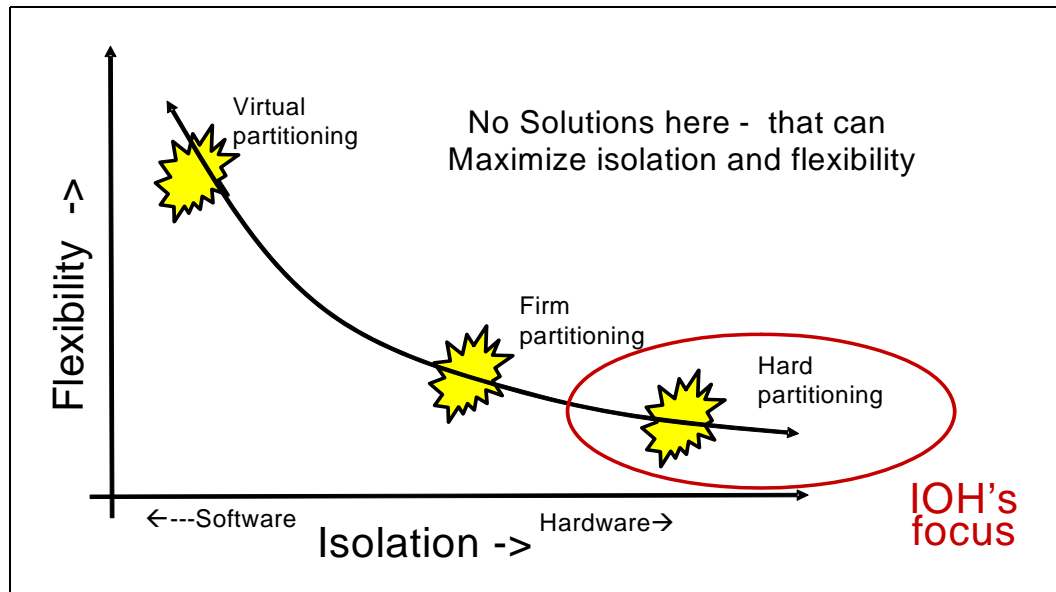 Virtual
partitioning
No Solutions here - that can
Maximize isolation and flexibility
Flexibility ->
Firm
partitioning
Hard
partitioning
IOH's
focus
←---Software
Hardware→
Isolation ->